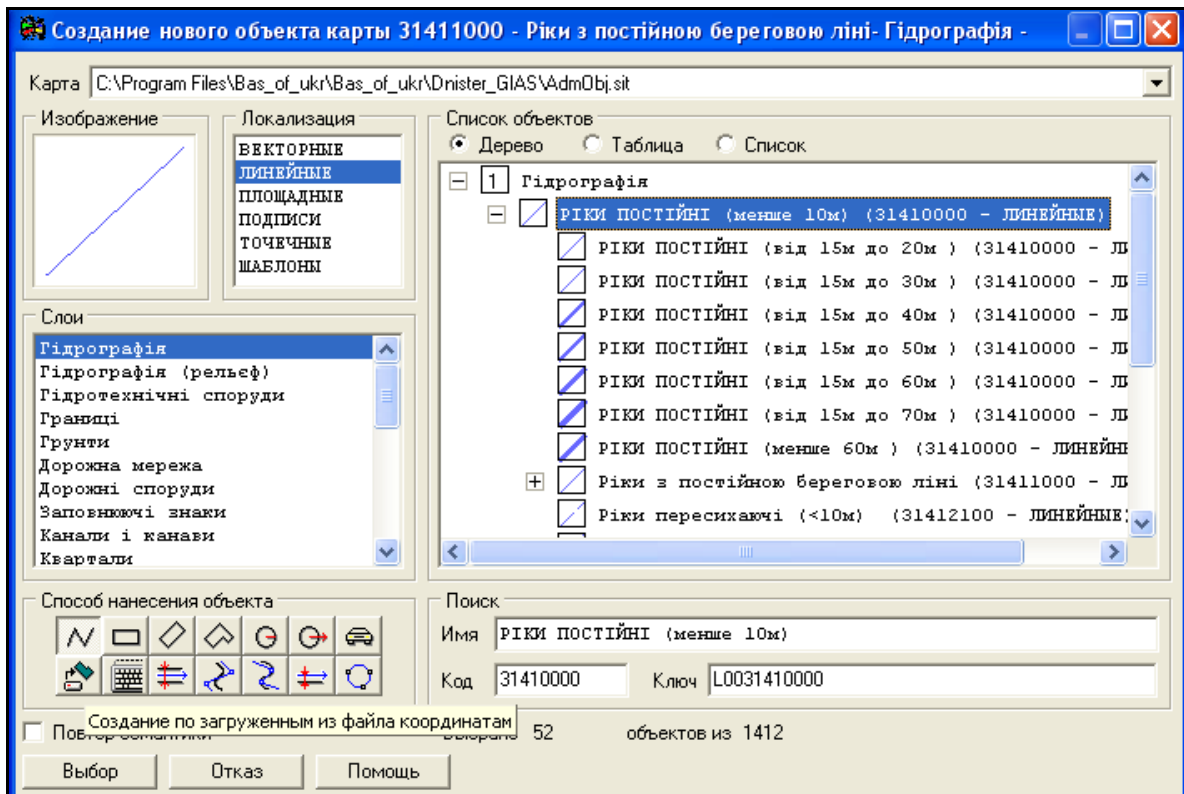 Создание нового объекта карты 31411000 - Ріки з постійною береговою ліні- Гідрографія -
Карта C:\Program Files\Bas_of_ukr\Bas_of_ukr\Dnister_GIAS\AdmObj.sit
Изображение
Локализация
ВЕКТОРНЫЕ
ЛИНЕЙНЫЕ
ПЛОЩАДНЫЕ
ПОДПИСИ
ТОЧЕЧНЫЕ
ШАБЛОНЫ
Список объектов
Дерево Таблица Список
1 Гідрографія
РІКИ ПОСТІЙНІ (менше 10м) (31410000 - ЛИНЕЙНЫЕ)
РІКИ ПОСТІЙНІ (від 15м до 20м ) (31410000 - ЛИ
РІКИ ПОСТІЙНІ (від 15м до 30м ) (31410000 - ЛИ
РІКИ ПОСТІЙНІ (від 15м до 40м ) (31410000 - ЛИ
РІКИ ПОСТІЙНІ (від 15м до 50м ) (31410000 - ЛИ
РІКИ ПОСТІЙНІ (від 15м до 60м ) (31410000 - ЛИ
РІКИ ПОСТІЙНІ (від 15м до 70м ) (31410000 - ЛИ
РІКИ ПОСТІЙНІ (менше 60м ) (31410000 - ЛИНЕЙНЫ
Ріки з постійною береговою ліні (31411000 - ЛИ
Ріки пересихаючі (<10м) (31412100 - ЛИНЕЙНЫЕ)
Слои
Гідрографія
Гідрографія (рельєф)
Гідротехнічні споруди
Границі
Грунти
Дорожна мережа
Дорожні споруди
Заповнюючі знаки
Канали і канави
Квартали
Способ нанесения объекта
Поиск
Имя РІКИ ПОСТІЙНІ (менше 10м)
Код 31410000 Ключ L0031410000
Создание по загруженным из файла координатам
52 объектов из 1412
Выбор Отказ Помощь